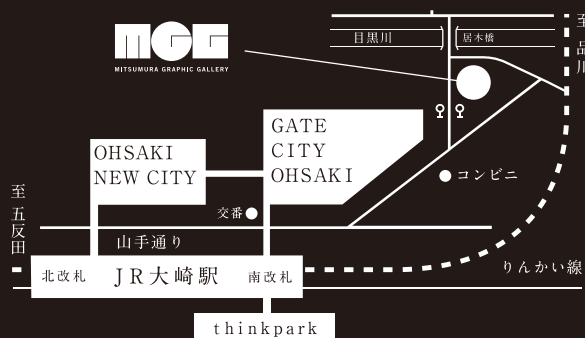 MGG
MITSUMURA GRAPHIC GALLERY
目黒川
居木橋
至品川
GATE
CITY
OHSAKI
OHSAKI
NEW CITY
コンビニ
至五反田
交番
山手通り
りんかい線
北改札
JR大崎駅
南改札
thinkpark